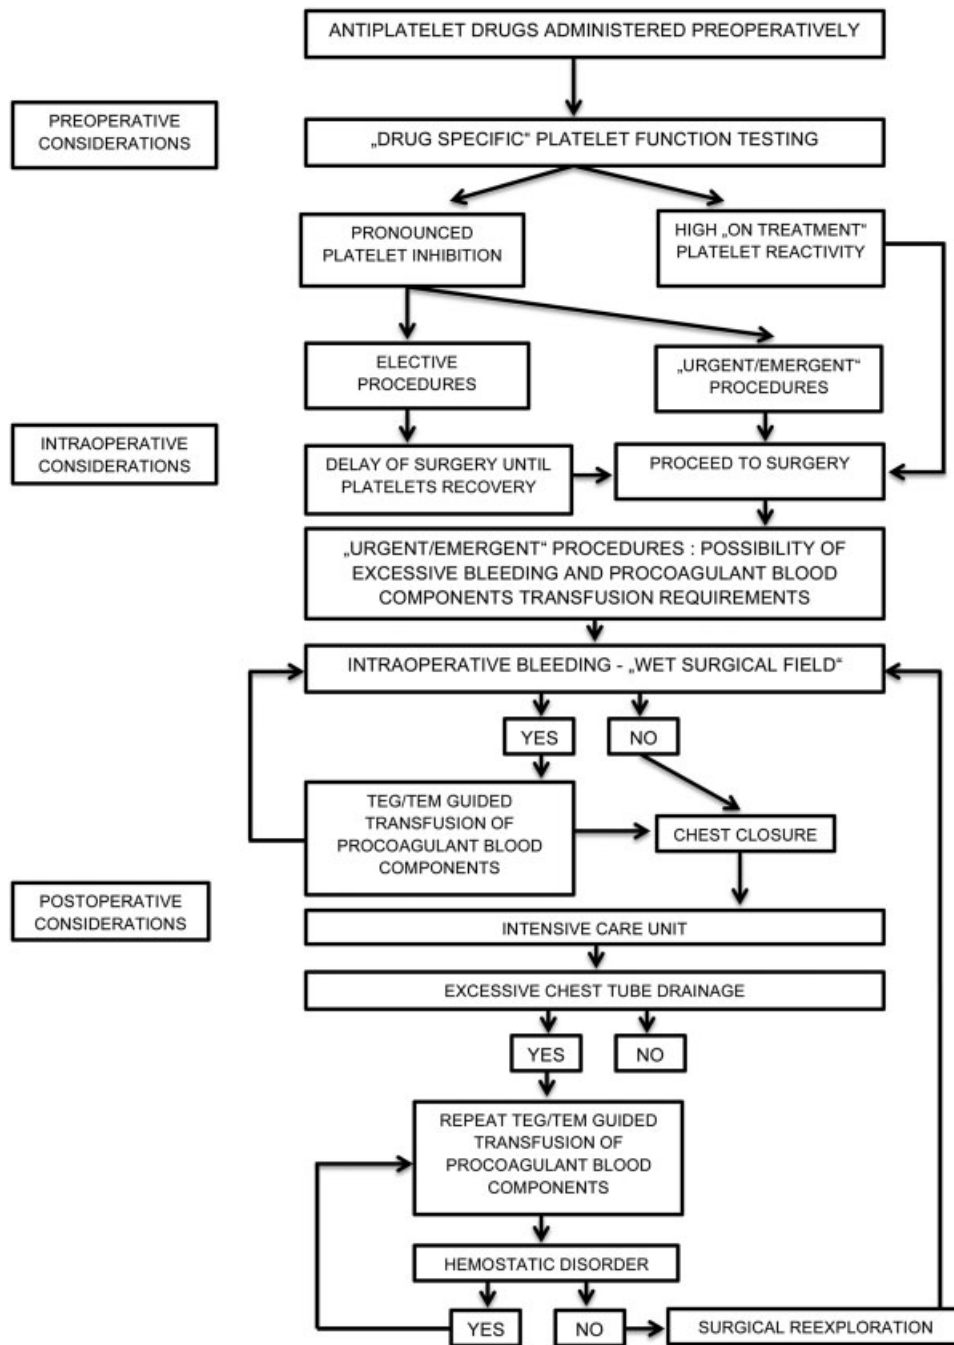 ANTIPLATELET DRUGS ADMINISTERED PREOPERATIVELY
PREOPERATIVE
CONSIDERATIONS
„DRUG SPECIFIC“ PLATELET FUNCTION TESTING
PRONOUNCED
PLATELET INHIBITION
HIGH „ON TREATMENT“
PLATELET REACTIVITY
ELECTIVE
PROCEDURES
„URGENT/EMERGENT“
PROCEDURES
INTRAOPERATIVE
CONSIDERATIONS
DELAY OF SURGERY UNTIL
PLATELETS RECOVERY
PROCEED TO SURGERY
„URGENT/EMERGENT“ PROCEDURES : POSSIBILITY OF
EXCESSIVE BLEEDING AND PROCOAGULANT BLOOD
COMPONENTS TRANSFUSION REQUIREMENTS
INTRAOPERATIVE BLEEDING - „WET SURGICAL FIELD“
YES
NO
TEG/TEM GUIDED
TRANSFUSION OF
PROCOAGULANT BLOOD
COMPONENTS
CHEST CLOSURE
POSTOPERATIVE
CONSIDERATIONS
INTENSIVE CARE UNIT
EXCESSIVE CHEST TUBE DRAINAGE
YES
NO
REPEAT TEG/TEM GUIDED
TRANSFUSION OF
PROCOAGULANT BLOOD
COMPONENTS
HEMOSTATIC DISORDER
YES
NO
SURGICAL REEXPLORATION